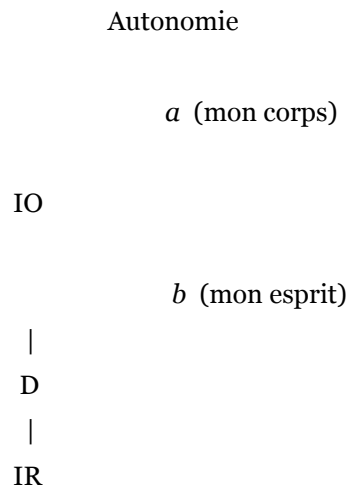 Autonomie
a (mon corps)
IO
b (mon esprit)
|
D
|
IR